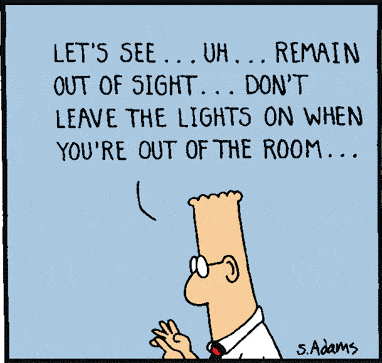 LET'S SEE... UH... REMAIN
OUT OF SIGHT... DON'T
LEAVE THE LIGHTS ON WHEN
YOU'RE OUT OF THE ROOM...
S.Adams